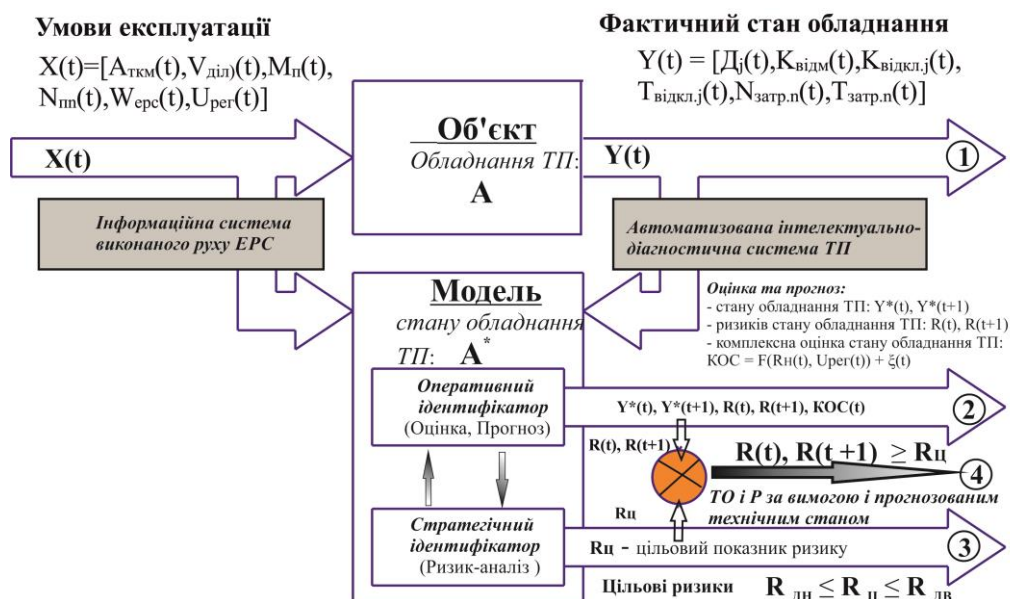 Умови експлуатації
X(t)=[Aткм(t),Vділ)(t),Mп(t),
Nпп(t),Wерс(t),Uрег(t)]
Фактичний стан обладнання
Y(t) = [Дj(t),Kвідм(t),Kвідкл.j(t),
Tвідкл.j(t),Nзатр.n(t),Tзатр.n(t)]
X(t)
Об'єкт
Обладнання ТП:
A
Y(t)
1
Інформаційна система
виконаного руху ЕРС
Автоматизована інтелектуально-
діагностична система ТП
Модель
стану обладнання
ТП: A*
Оцінка та прогноз:
- стану обладнання ТП: Y*(t), Y*(t+1)
- ризиків стану обладнання ТП: R(t), R(t+1)
- комплексна оцінка стану обладнання ТП:
КОС = F(Rн(t), Uрег(t)) + ξ(t)
Оперативний
ідентифікатор
(Оцінка, Прогноз)
Y*(t), Y*(t+1), R(t), R(t+1), КОС(t)
2
R(t), R(t+1)
R(t), R(t +1) ≥ Rц
4
ТО і Р за вимогою і прогнозованим
технічним станом
Rц
Стратегічний
ідентифікатор
(Ризик-аналіз )
Rц - цільовий показник ризику
3
Цільові ризики R дн ≤ R ц ≤ R дв